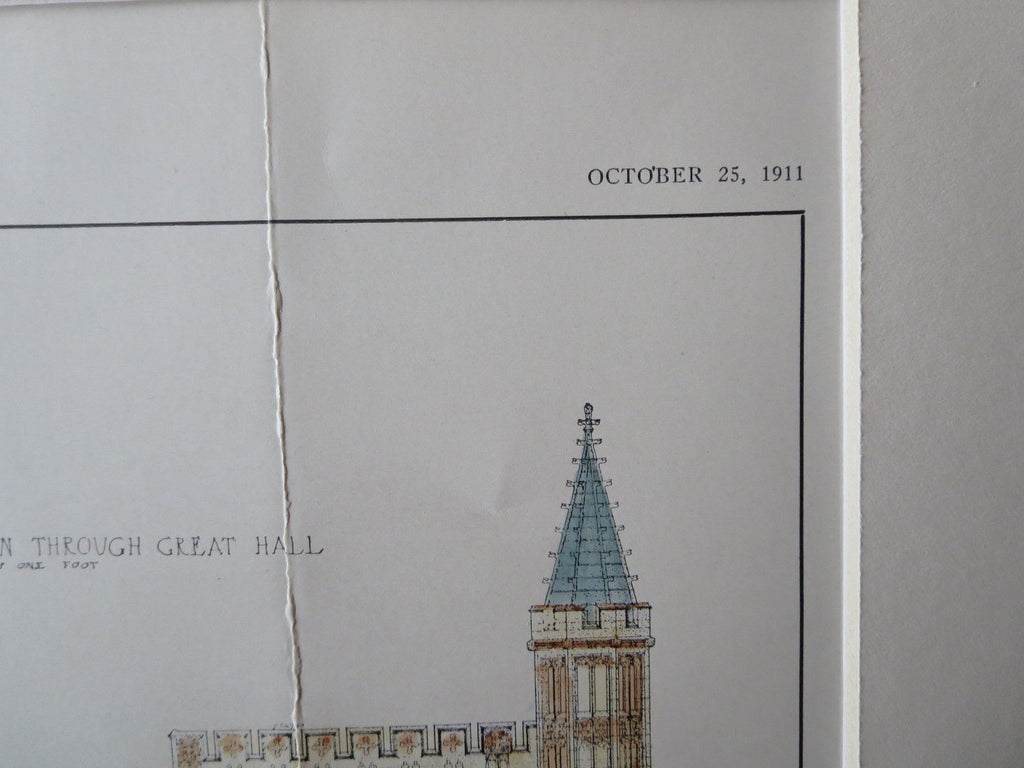 OCTOBER 25, 1911
N THROUGH GREAT HALL
ONE FOOT